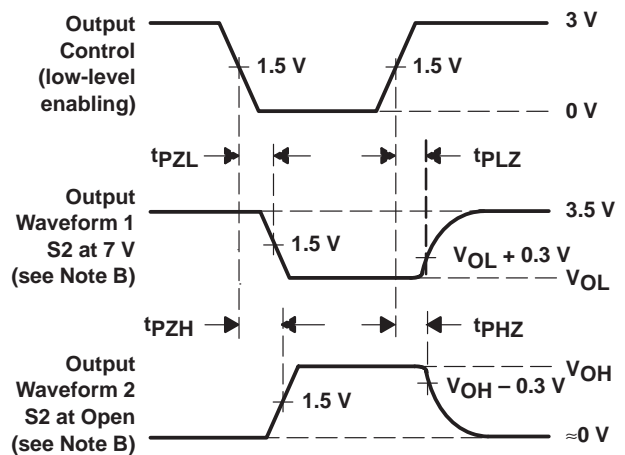 Output
Control
(low-level
enabling)
1.5 V
1.5 V
3 V
0 V
tPZL
tPLZ
Output
Waveform 1
S2 at 7 V
(see Note B)
1.5 V
3.5 V
VOL + 0.3 V
VOL
tPZH
tPHZ
Output
Waveform 2
S2 at Open
(see Note B)
1.5 V
VOH
VOH – 0.3 V
≈0 V